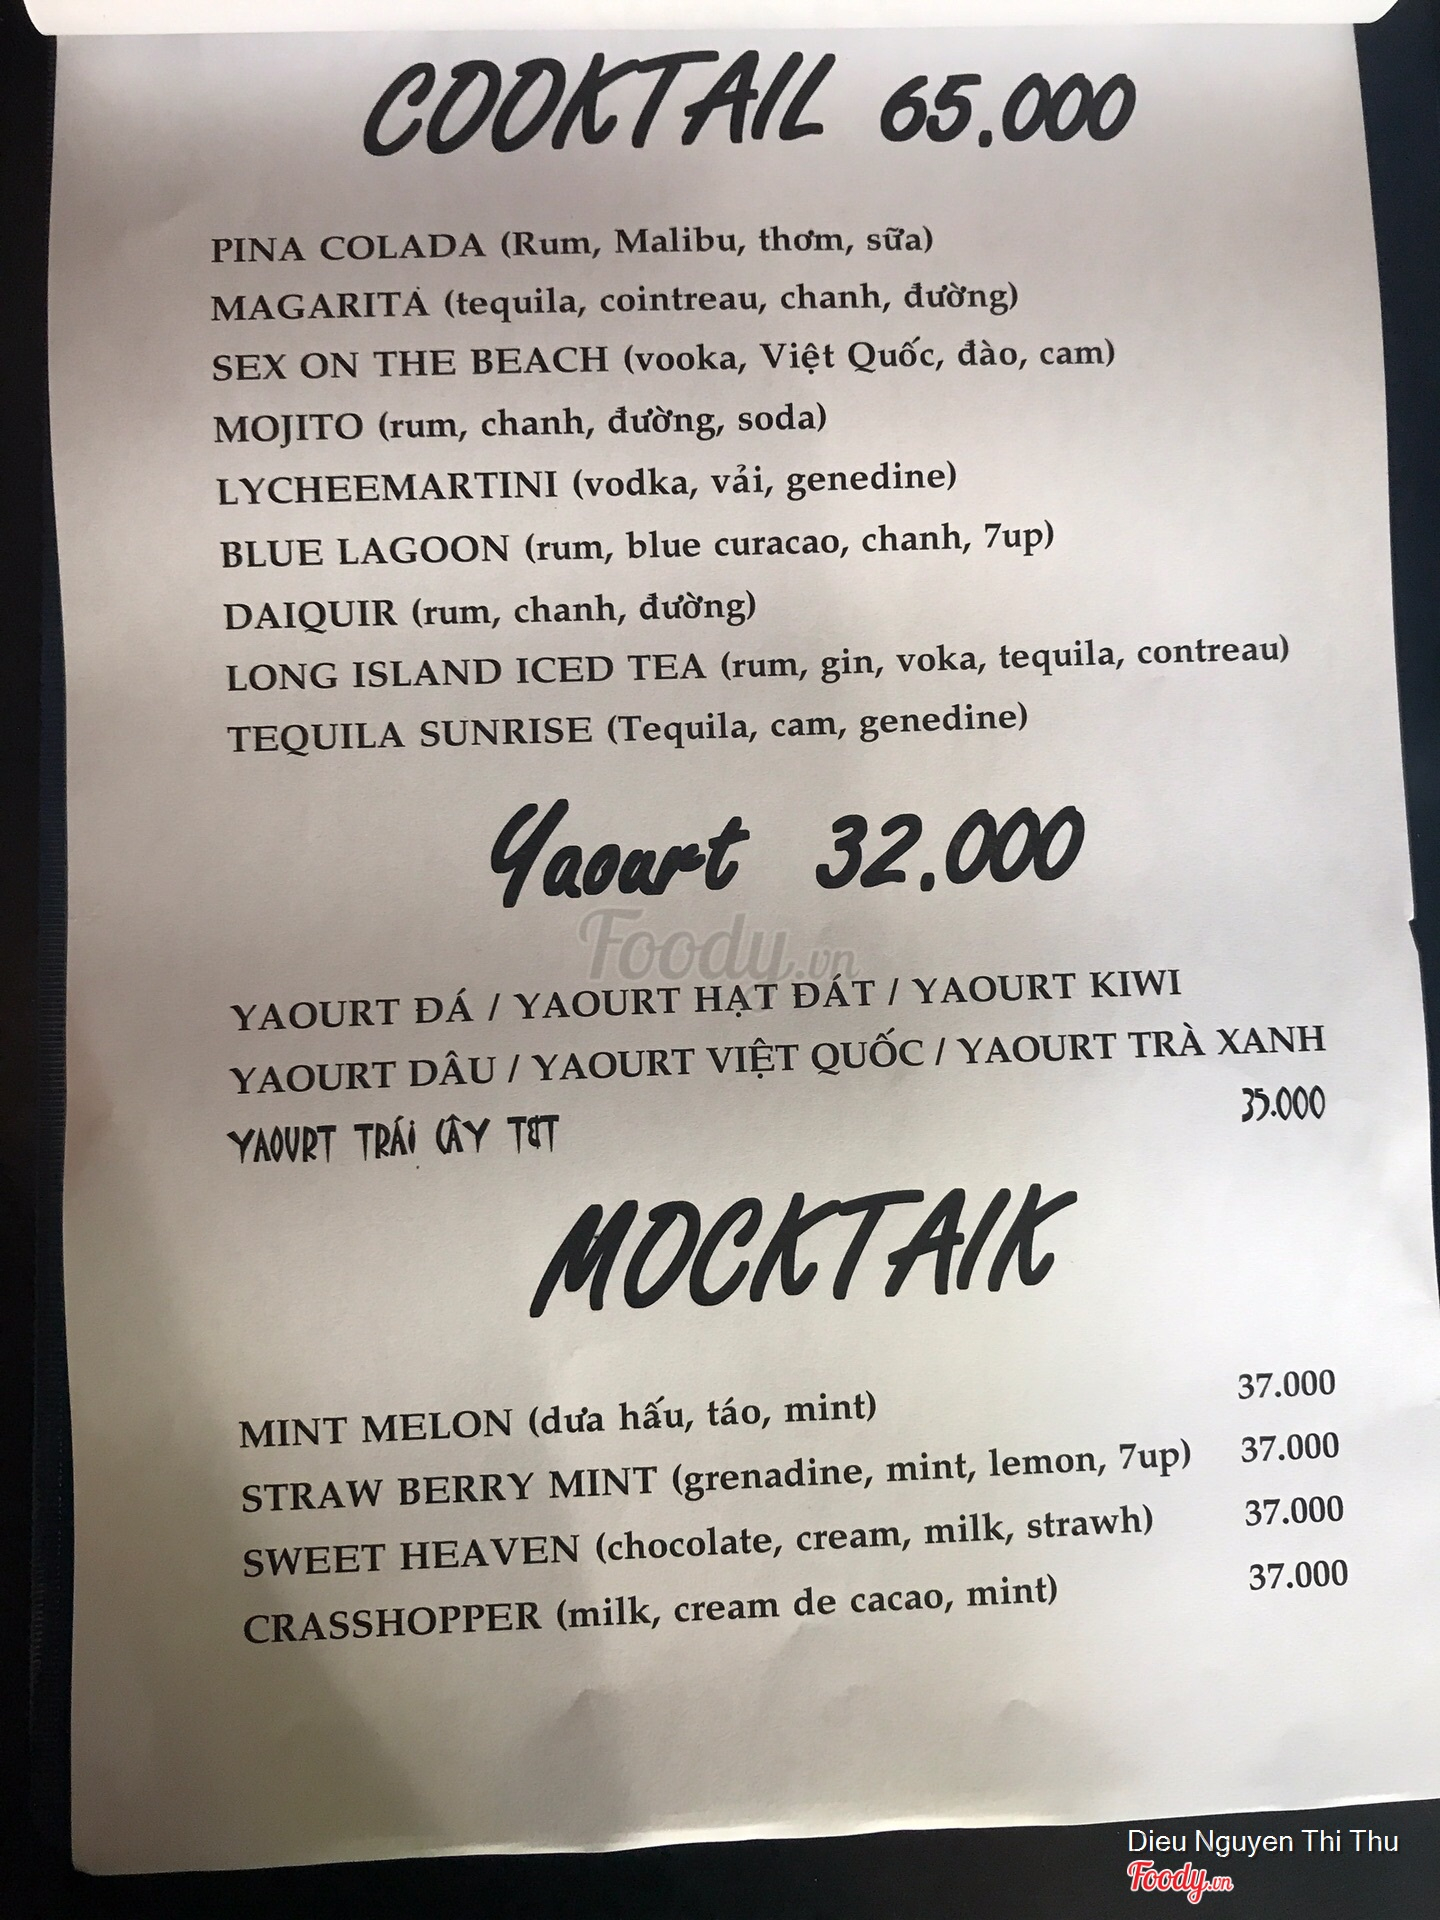 COOKTAIL 65.000
PINA COLADA (Rum, Malibu, thơm, sữa)
MAGARITA (tequila, cointreau, chanh, đường)
SEX ON THE BEACH (vooka, Việt Quốc, đào, cam)
MOJITO (rum, chanh, đường, soda)
LYCHEEMARTINI (vodka, vải, genedine)
BLUE LAGOON (rum, blue curacao, chanh, 7up)
DAIQUIR (rum, chanh, đường)
LONG ISLAND ICED TEA (rum, gin, voka, tequila, contreau)
TEQUILA SUNRISE (Tequila, cam, genedine)
Yaourt 32.000
Foody.vn
YAOURT ĐÁ / YAOURT HẠT ĐÁT / YAOURT KIWI
YAOURT DÂU / YAOURT VIỆT QUỐC / YAOURT TRÀ XANH
YAOURT TRÁI CÂY TƯƠI 35.000
MOCKTAIK
MINT MELON (dưa hấu, táo, mint) 37.000
STRAW BERRY MINT (grenadine, mint, lemon, 7up) 37.000
SWEET HEAVEN (chocolate, cream, milk, strawh) 37.000
CRASSHOPPER (milk, cream de cacao, mint) 37.000
Dieu Nguyen Thi Thu
Foody.vn